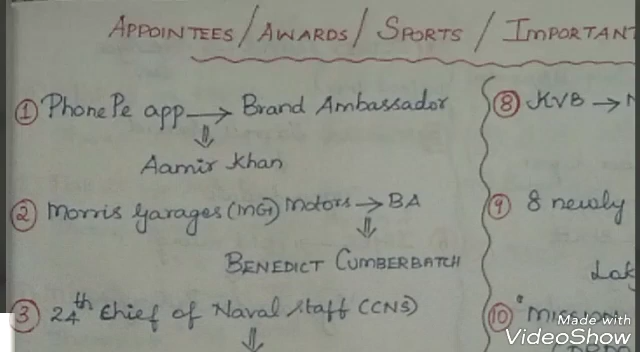 APPOINTEES / AWARDS / SPORTS / IMPORTANT
① PhonePe app → Brand Ambassador
⇓
Aamir Khan
② Morris Garages (MG) Motors → BA
⇓
BENEDICT CUMBERBATCH
③ 24th Chief of Naval Staff (CNS)
⇓
⑧ KVB →
⑨ 8 newly
⑩ "MISSION
Made with
VideoShow